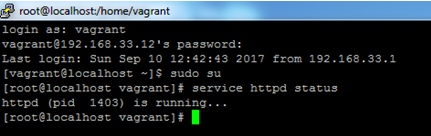 root@localhost:/home/vagrant
login as: vagrant
vagrant@192.168.33.12's password:
Last login: Sun Sep 10 12:42:43 2017 from 192.168.33.1
[vagrant@localhost ~]$ sudo su
[root@localhost vagrant]# service httpd status
httpd (pid  1403) is running...
[root@localhost vagrant]#